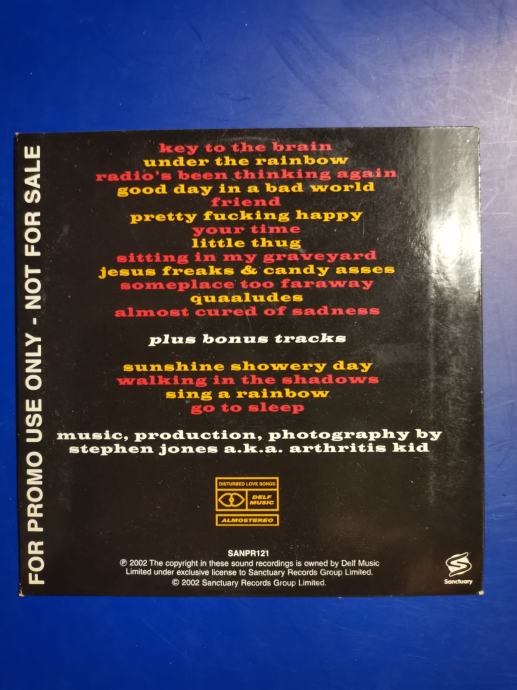 FOR PROMO USE ONLY - NOT FOR SALE
key to the brain
under the rainbow
radio's been thinking again
good day in a bad world
friend
pretty fucking happy
your time
little thug
sitting in my graveyard
jesus freaks & candy asses
someplace too faraway
quaaludes
almost cured of sadness
plus bonus tracks
sunshine showery day
walking in the shadows
sing a rainbow
go to sleep
music, production, photography by
stephen jones a.k.a. arthritis kid
DISTURBED LOVE SONGS
DELF
MUSIC
ALMOSTEREO
SANPR121
℗ 2002 The copyright in these sound recordings is owned by Delf Music
Limited under exclusive license to Sanctuary Records Group Limited.
© 2002 Sanctuary Records Group Limited.
Sanctuary